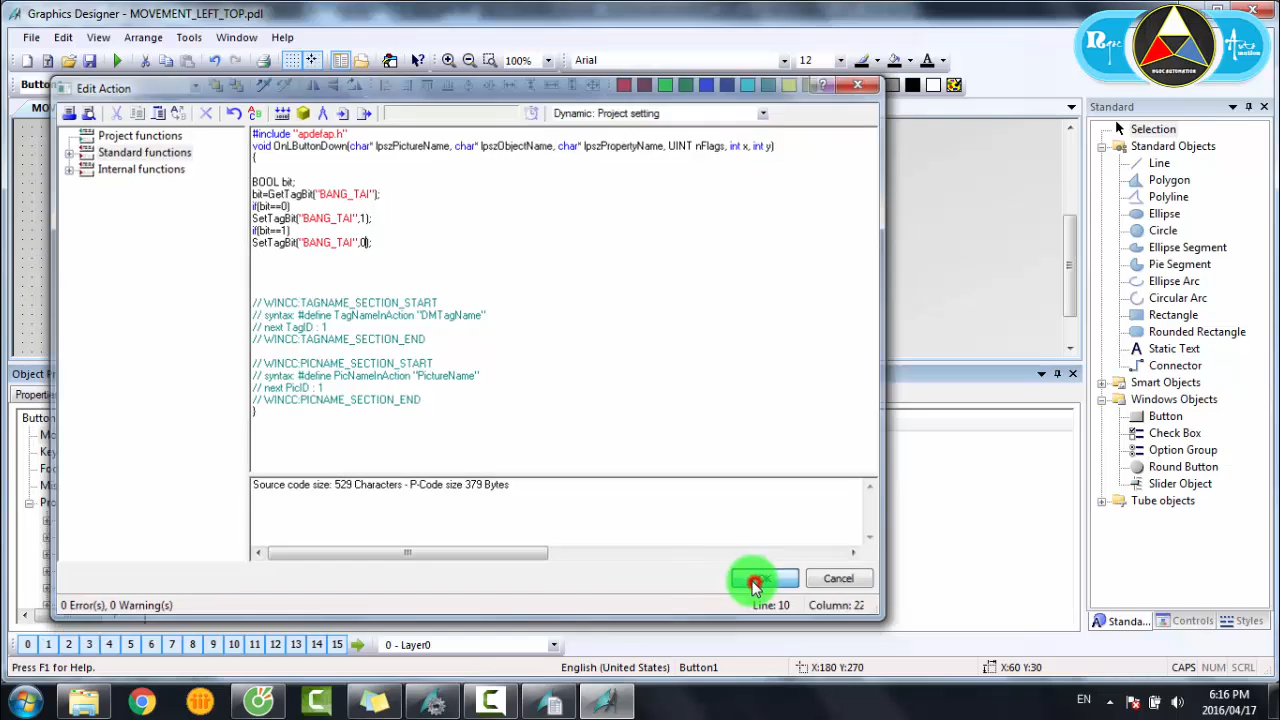 Graphics Designer - MOVEMENT_LEFT_TOP.pdl
File Edit View Arrange Tools Window Help
100% Arial 12
Edit Action
Dynamic: Project setting
Project functions
Standard functions
Internal functions
#include "apdefap.h"
void OnLButtonDown(char* lpszPictureName, char* lpszObjectName, char* lpszPropertyName, UINT nFlags, int x, int y)
{
BOOL bit;
bit=GetTagBit("BANG_TAI");
if(bit==0)
SetTagBit("BANG_TAI",1);
if(bit==1)
SetTagBit("BANG_TAI",0);
// WINCC:TAGNAME_SECTION_START
// syntax: #define TagNameInAction "DMTagName"
// next TagID : 1
// WINCC:TAGNAME_SECTION_END
// WINCC:PICNAME_SECTION_START
// syntax: #define PicNameInAction "PictureName"
// next PicID : 1
// WINCC:PICNAME_SECTION_END
}
Source code size: 529 Characters - P-Code size 379 Bytes
Cancel
0 Error(s), 0 Warning(s)
Line: 10 Column: 22
Standard
Selection
Standard Objects
Line
Polygon
Polyline
Ellipse
Circle
Ellipse Segment
Pie Segment
Ellipse Arc
Circular Arc
Rectangle
Rounded Rectangle
Static Text
Connector
Smart Objects
Windows Objects
Button
Check Box
Option Group
Round Button
Slider Object
Tube objects
Standa... Controls Styles
0 1 2 3 4 5 6 7 8 9 10 11 12 13 14 15 0 - Layer0
Press F1 for Help. English (United States) Button1 X:180 Y:270 X:60 Y:30 CAPS NUM SCRL
EN 6:16 PM
2016/04/17